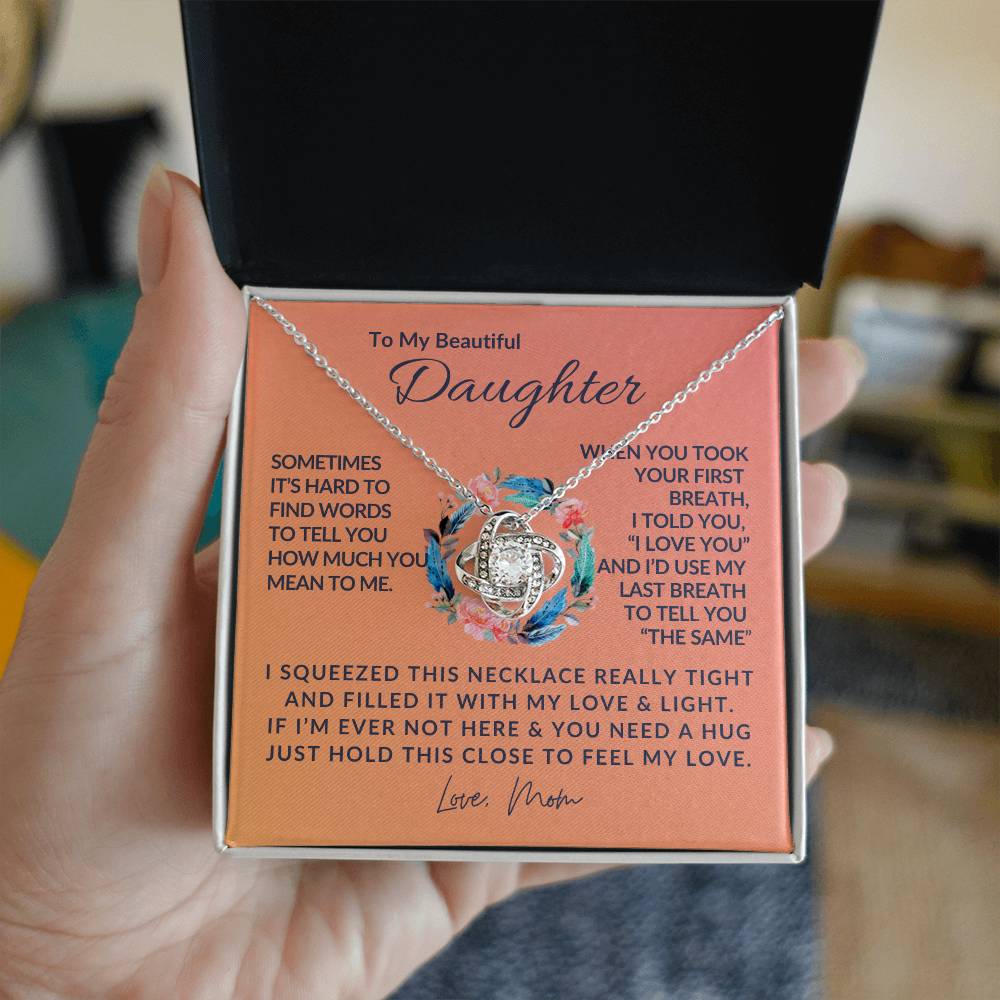 To My Beautiful
Daughter
SOMETIMES
IT'S HARD TO
FIND WORDS
TO TELL YOU
HOW MUCH YOU
MEAN TO ME.
WHEN YOU TOOK
YOUR FIRST
BREATH,
I TOLD YOU,
“I LOVE YOU”
AND I'D USE MY
LAST BREATH
TO TELL YOU
“THE SAME”
I SQUEEZED THIS NECKLACE REALLY TIGHT
AND FILLED IT WITH MY LOVE & LIGHT.
IF I'M EVER NOT HERE & YOU NEED A HUG
JUST HOLD THIS CLOSE TO FEEL MY LOVE.
Love, Mom